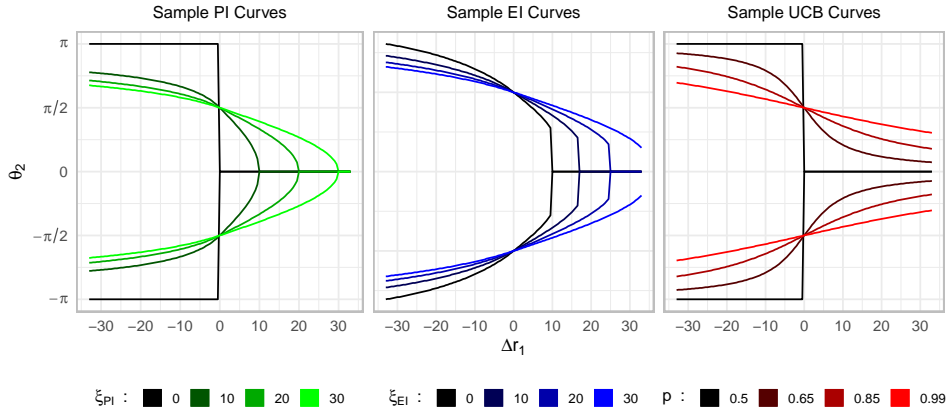 Sample PI Curves Sample EI Curves Sample UCB Curves
π
π/2
0
−π/2
−π
θ2
−30 −20 −10 0 10 20 30 −30 −20 −10 0 10 20 30 −30 −20 −10 0 10 20 30
Δr1
ξPI : 0 10 20 30 ξEI : 0 10 20 30 p : 0.5 0.65 0.85 0.99